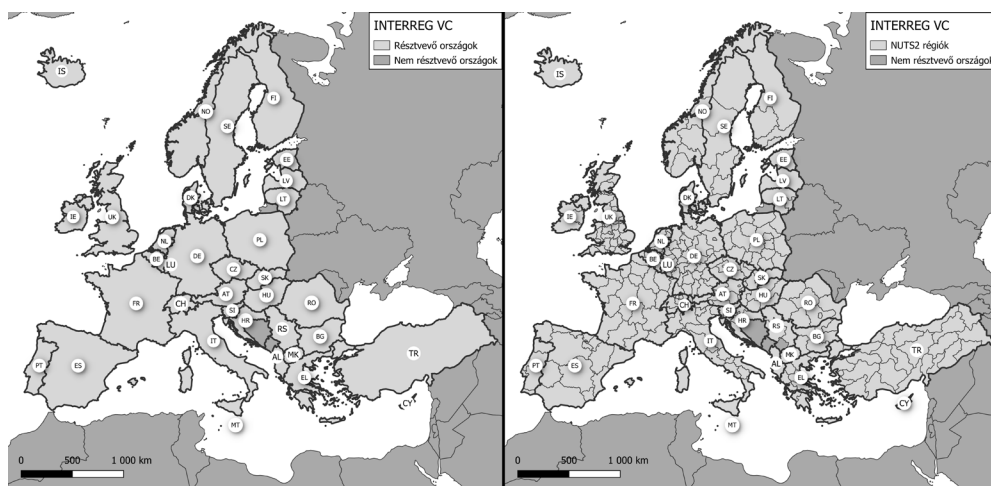 INTERREG VC
Résztvevő országok
Nem résztvevő országok
IS
NO
FI
SE
EE
LV
LT
DK
IE
UK
NL
BE
LU
DE
PL
CZ
SK
FR
CH
AT
HU
SI
HR
RO
RS
IT
BG
PT
ES
AL
MK
EL
TR
CY
MT
0 500 1 000 km
INTERREG VC
NUTS2 régiók
Nem résztvevő országok
IS
NO
FI
SE
EE
LV
LT
DK
IE
UK
NL
BE
LU
DE
PL
CZ
SK
FR
CH
AT
HU
SI
HR
RO
RS
IT
BG
PT
ES
AL
MK
EL
TR
CY
MT
0 500 1 000 km